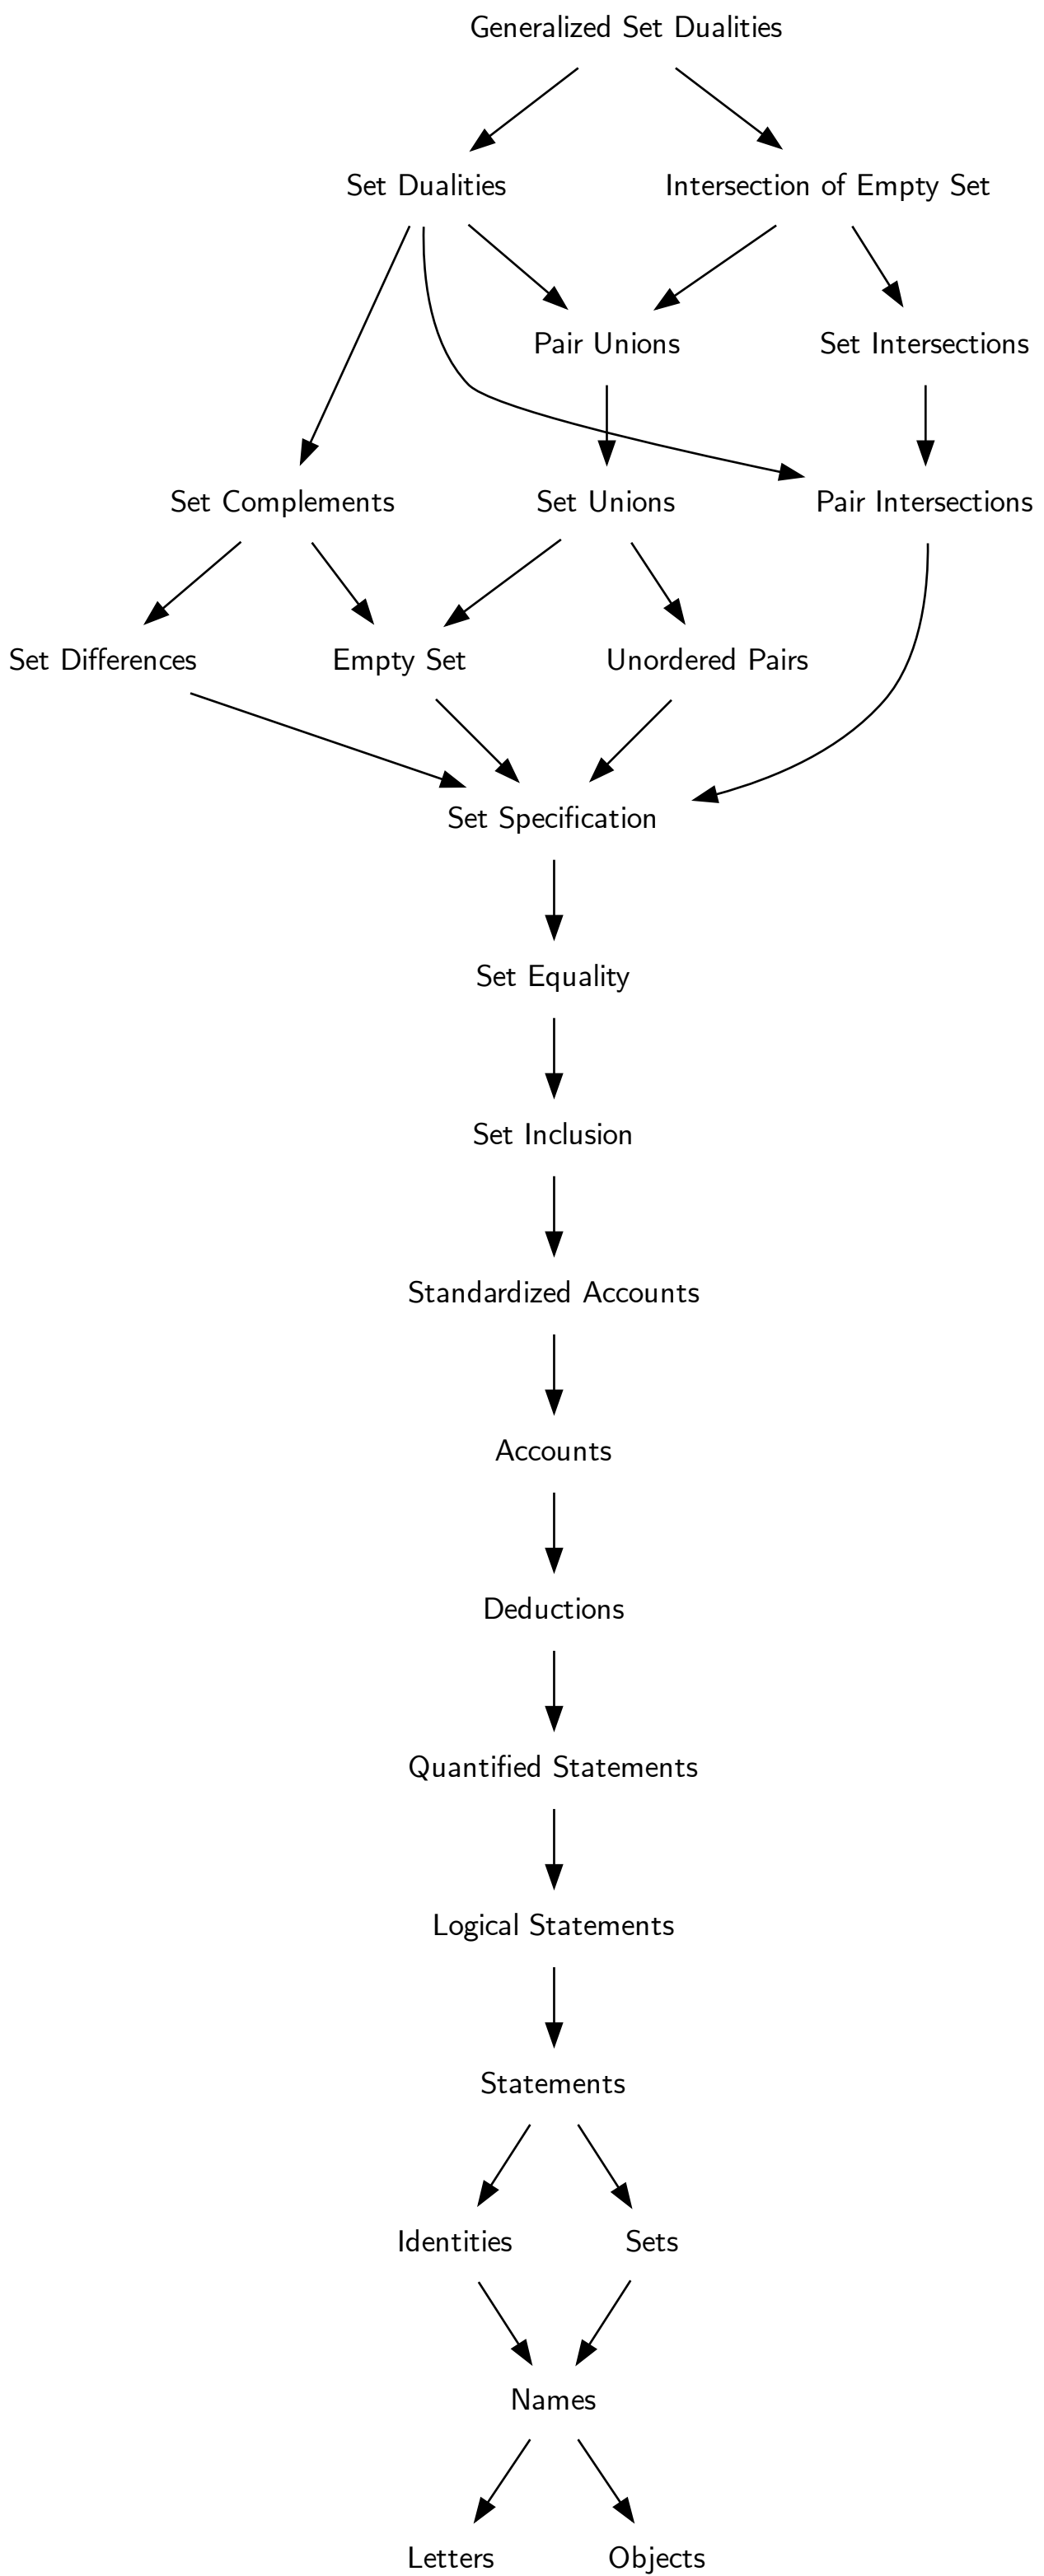 Generalized Set Dualities
Set Dualities
Intersection of Empty Set
Pair Unions
Set Intersections
Set Complements
Set Unions
Pair Intersections
Set Differences
Empty Set
Unordered Pairs
Set Specification
Set Equality
Set Inclusion
Standardized Accounts
Accounts
Deductions
Quantified Statements
Logical Statements
Statements
Identities
Sets
Names
Letters
Objects